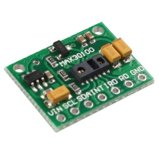 MAX30100
VIN SCL SDA INT IRD RD GND